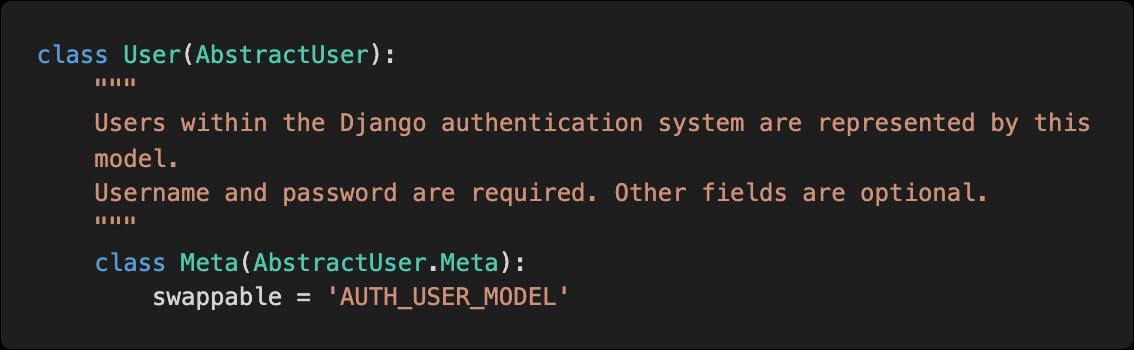 class User(AbstractUser):
"""
Users within the Django authentication system are represented by this
model.
Username and password are required. Other fields are optional.
"""
class Meta(AbstractUser.Meta):
swappable = 'AUTH_USER_MODEL'